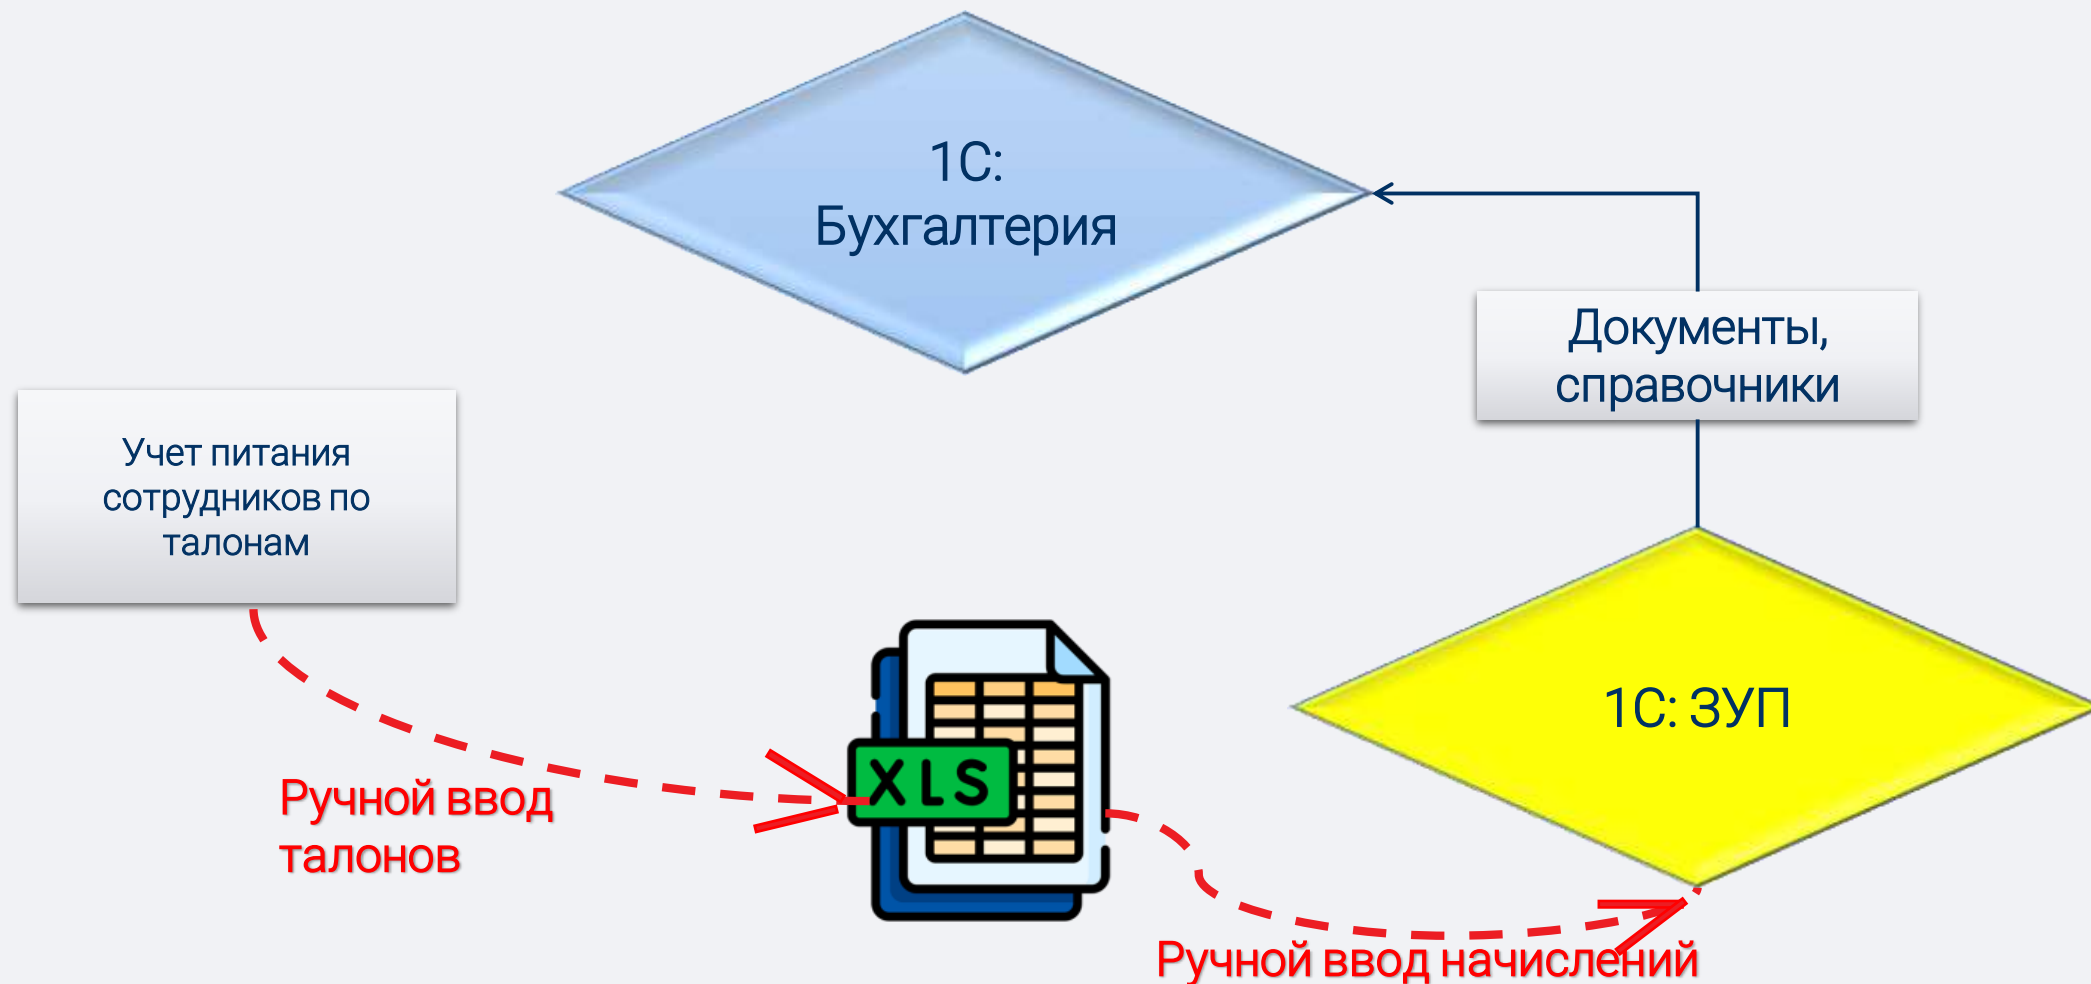 1С:
Бухгалтерия
Документы,
справочники
Учет питания
сотрудников по
талонам
1С: ЗУП
XLS
Ручной ввод
талонов
Ручной ввод начислений